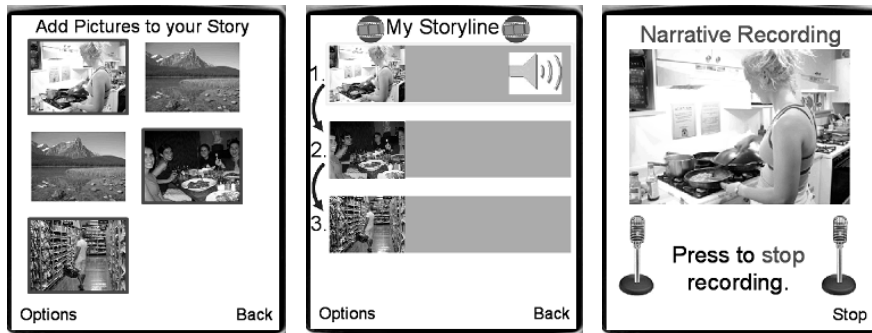 Add Pictures to your Story
Options
Back
My Storyline
1.
2.
3.
Options
Back
Narrative Recording
Press to stop
recording.
Stop